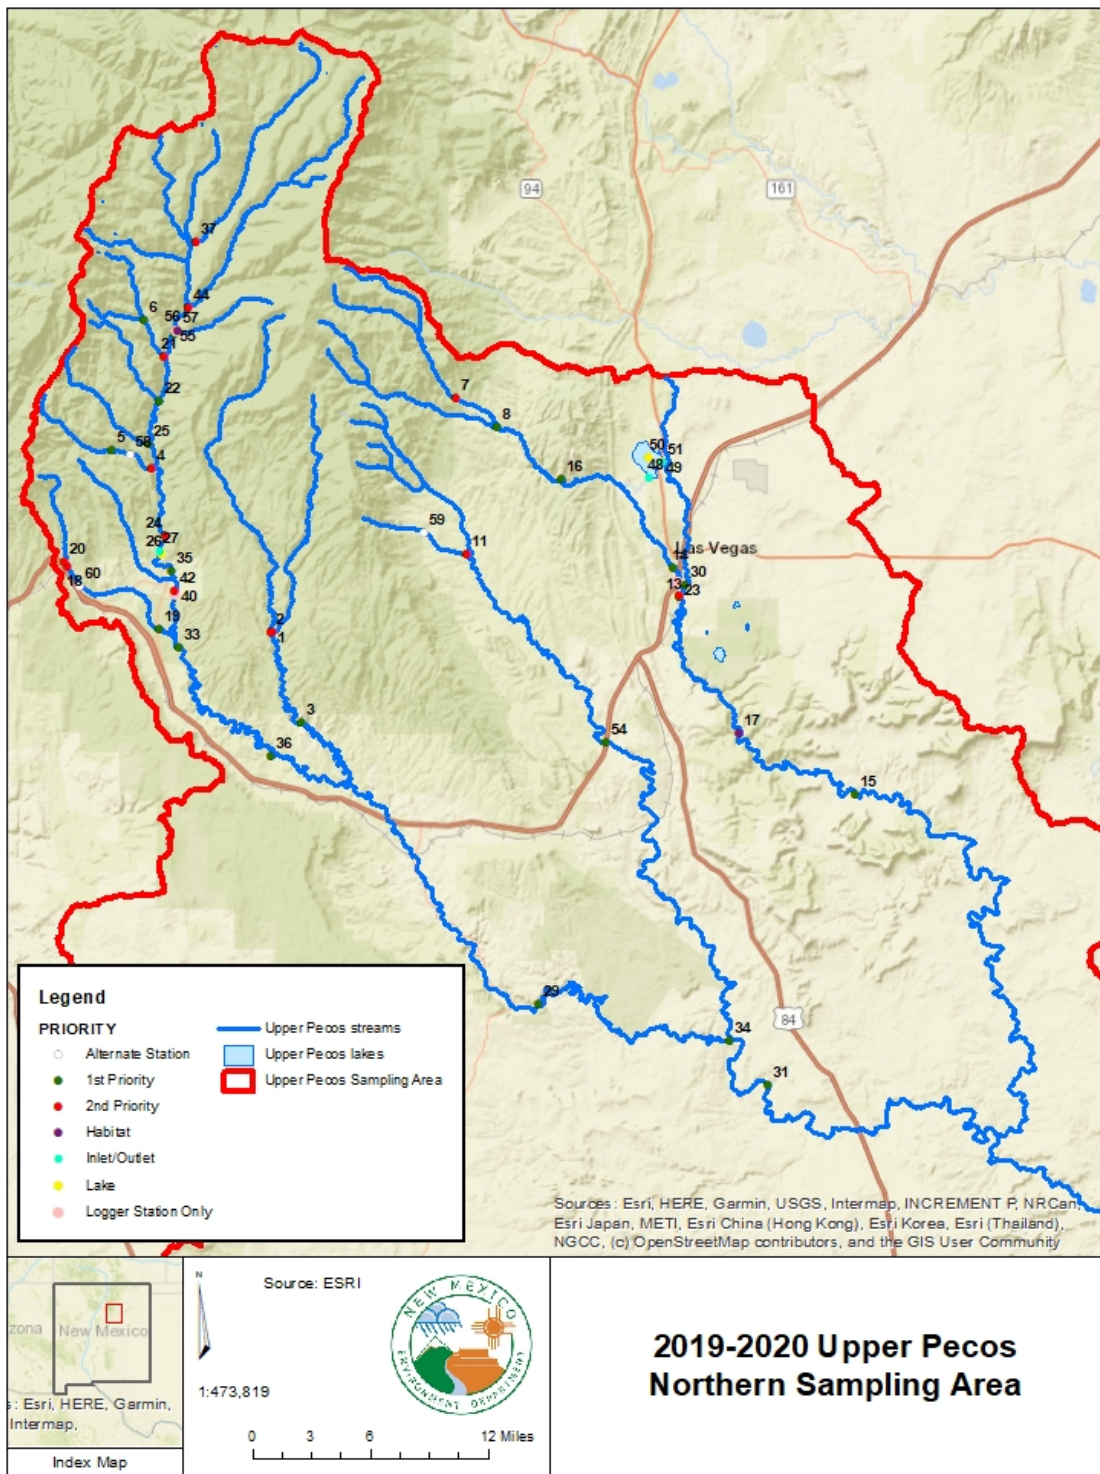 94
161
37
44
6
56
57
55
21
7
22
8
25
5
58
4
50
51
48
49
16
24
27
59
26
11
14
Las Vegas
20
35
60
42
30
18
13
23
40
19
2
33
1
3
17
54
36
15
29
84
34
31
Legend
PRIORITY
Alternate Station
1st Priority
2nd Priority
Habitat
Inlet/Outlet
Lake
Logger Station Only
Upper Pecos streams
Upper Pecos lakes
Upper Pecos Sampling Area
Sources: Esri, HERE, Garmin, USGS, Intermap, INCREMENT P, NRCan,
Esri Japan, METI, Esri China (Hong Kong), Esri Korea, Esri (Thailand),
NGCC, (c) OpenStreetMap contributors, and the GIS User Community
zona
New Mexico
s: Esri, HERE, Garmin,
Intermap,
Index Map
N
Source: ESRI
1:473,819
NEW MEXICO
ENVIRONMENT DEPARTMENT
0 3 6 12 Miles
2019-2020 Upper Pecos
Northern Sampling Area